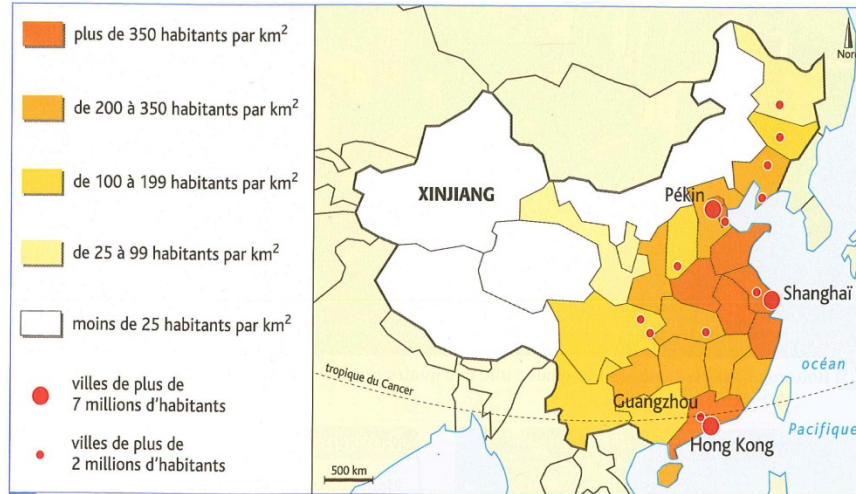 plus de 350 habitants par km²
de 200 à 350 habitants par km²
de 100 à 199 habitants par km²
de 25 à 99 habitants par km²
moins de 25 habitants par km²
villes de plus de
7 millions d'habitants
villes de plus de
2 millions d'habitants
Nord
XINJIANG
Pékin
Shanghaï
océan
Pacifique
tropique du Cancer
Guangzhou
Hong Kong
500 km